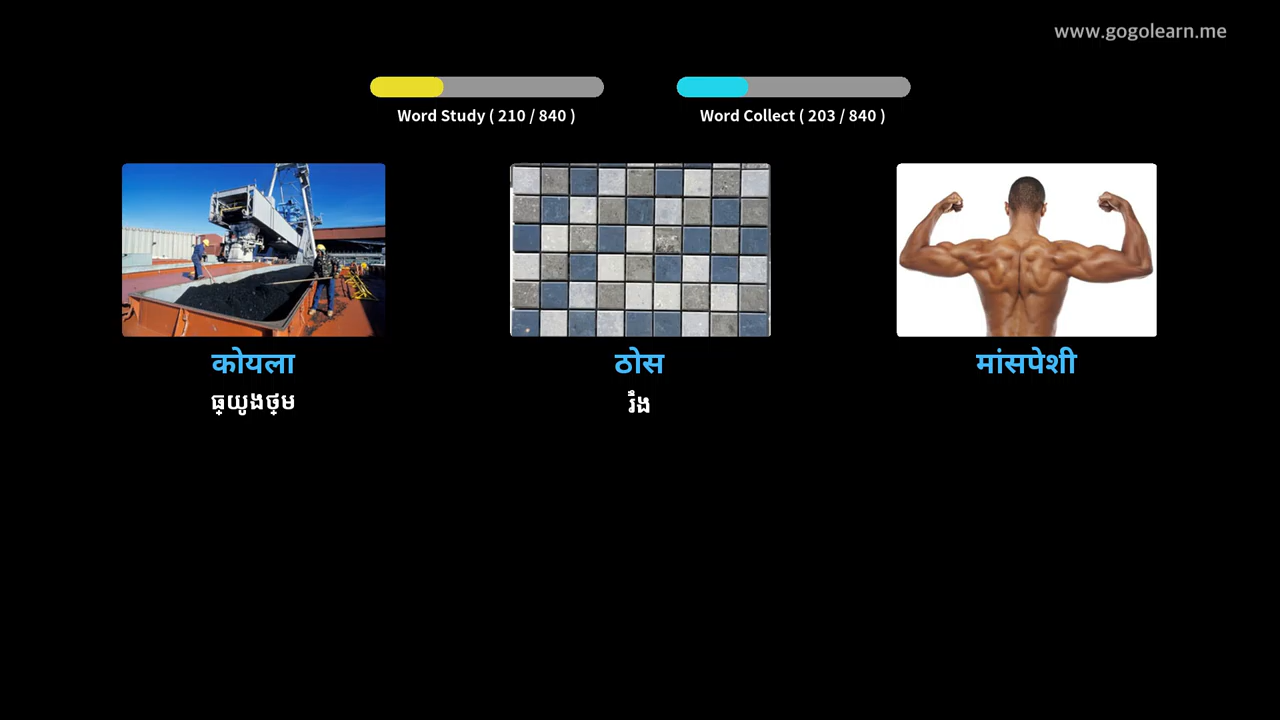 www.gogolearn.me
Word Study ( 210 / 840 )
Word Collect ( 203 / 840 )
कोयला
ठोस
मांसपेशी
ធ្យូងថ្ម
រឹង